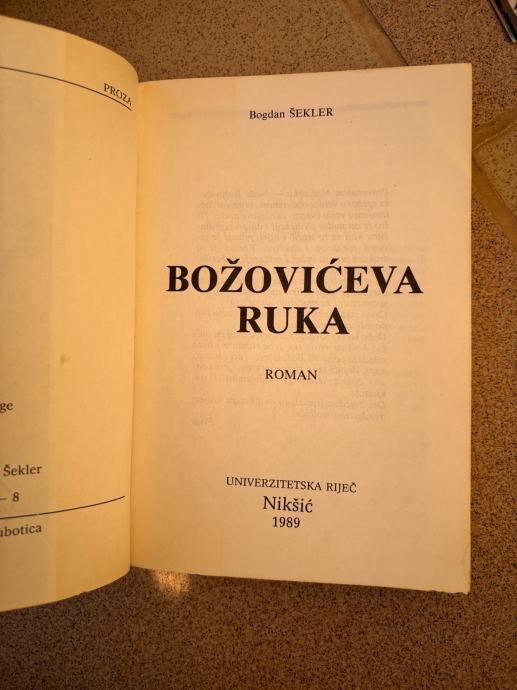 PROZA
ge
Šekler
– 8
ubotica
Bogdan ŠEKLER
BOŽOVIĆEVA
RUKA
ROMAN
UNIVERZITETSKA RIJEČ
Nikšić
1989